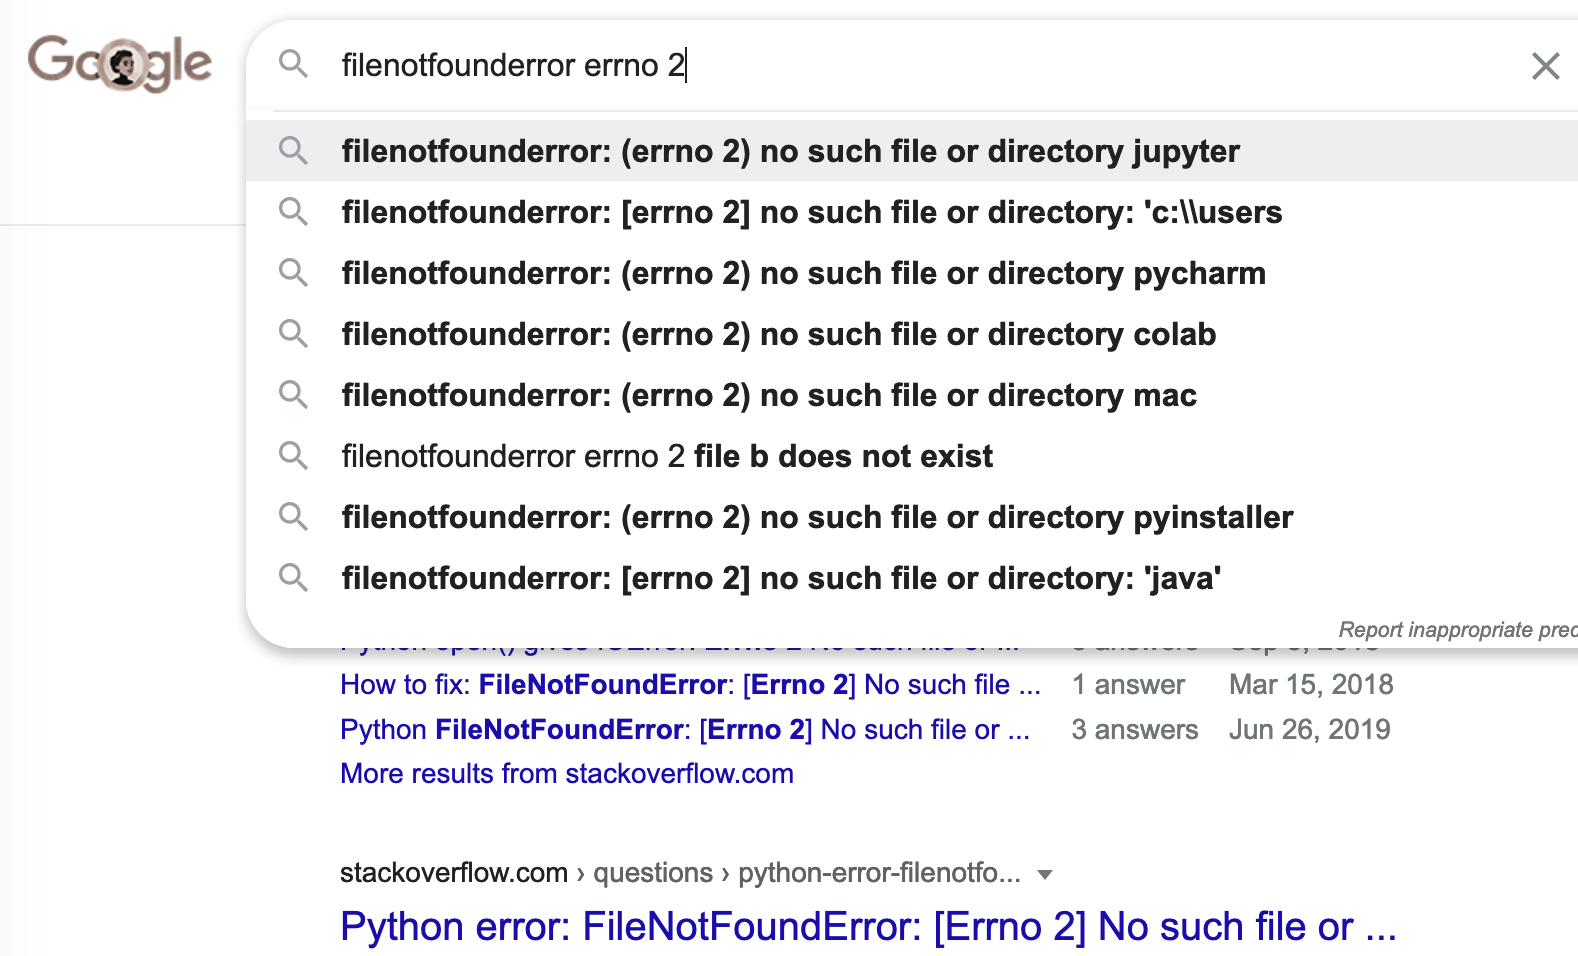 Google
filenotfounderror errno 2
filenotfounderror: (errno 2) no such file or directory jupyter
filenotfounderror: [errno 2] no such file or directory: 'c:\\users
filenotfounderror: (errno 2) no such file or directory pycharm
filenotfounderror: (errno 2) no such file or directory colab
filenotfounderror: (errno 2) no such file or directory mac
filenotfounderror errno 2 file b does not exist
filenotfounderror: (errno 2) no such file or directory pyinstaller
filenotfounderror: [errno 2] no such file or directory: 'java'
Report inappropriate
How to fix: FileNotFoundError: [Errno 2] No such file ... 1 answer Mar 15, 2018
Python FileNotFoundError: [Errno 2] No such file or ... 3 answers Jun 26, 2019
More results from stackoverflow.com
stackoverflow.com › questions › python-error-filenotfo...
Python error: FileNotFoundError: [Errno 2] No such file or ...